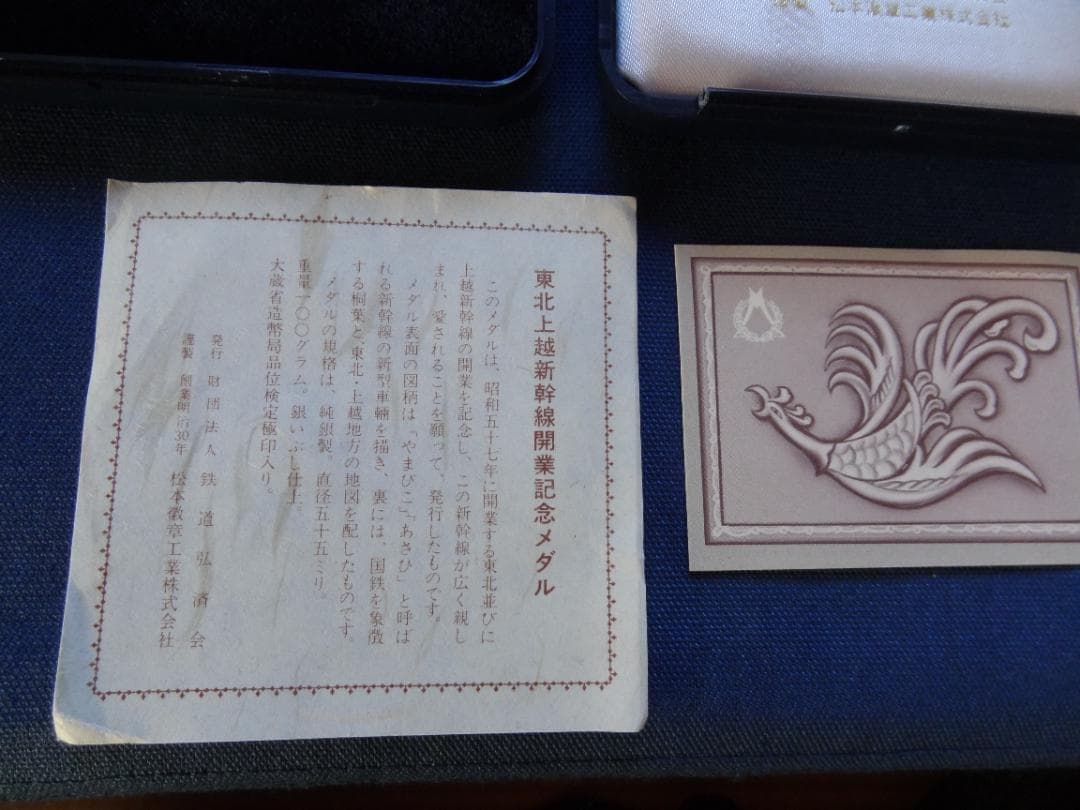 松本徽章工業株式会社
東北上越新幹線開業記念メダル
このメダルは、昭和五十七年に開業する東北並びに
上越新幹線の開業を記念し、この新幹線が広く親し
まれ、愛されることを願って、発行したものです。
メダル表面の図柄は「やまびこ」「あさひ」と呼ば
れる新幹線の新型車輛を描き、裏には、国鉄を象徴
する桐葉と、東北・上越地方の地図を配したものです。
メダルの規格は、純銀製。直径五十五ミリ。
重量一〇〇グラム。銀いぶし仕上。
大蔵省造幣局品位検定極印入り。
発行 財団法人 鉄道弘済会
謹製 創業明治30年 松本徽章工業株式会社